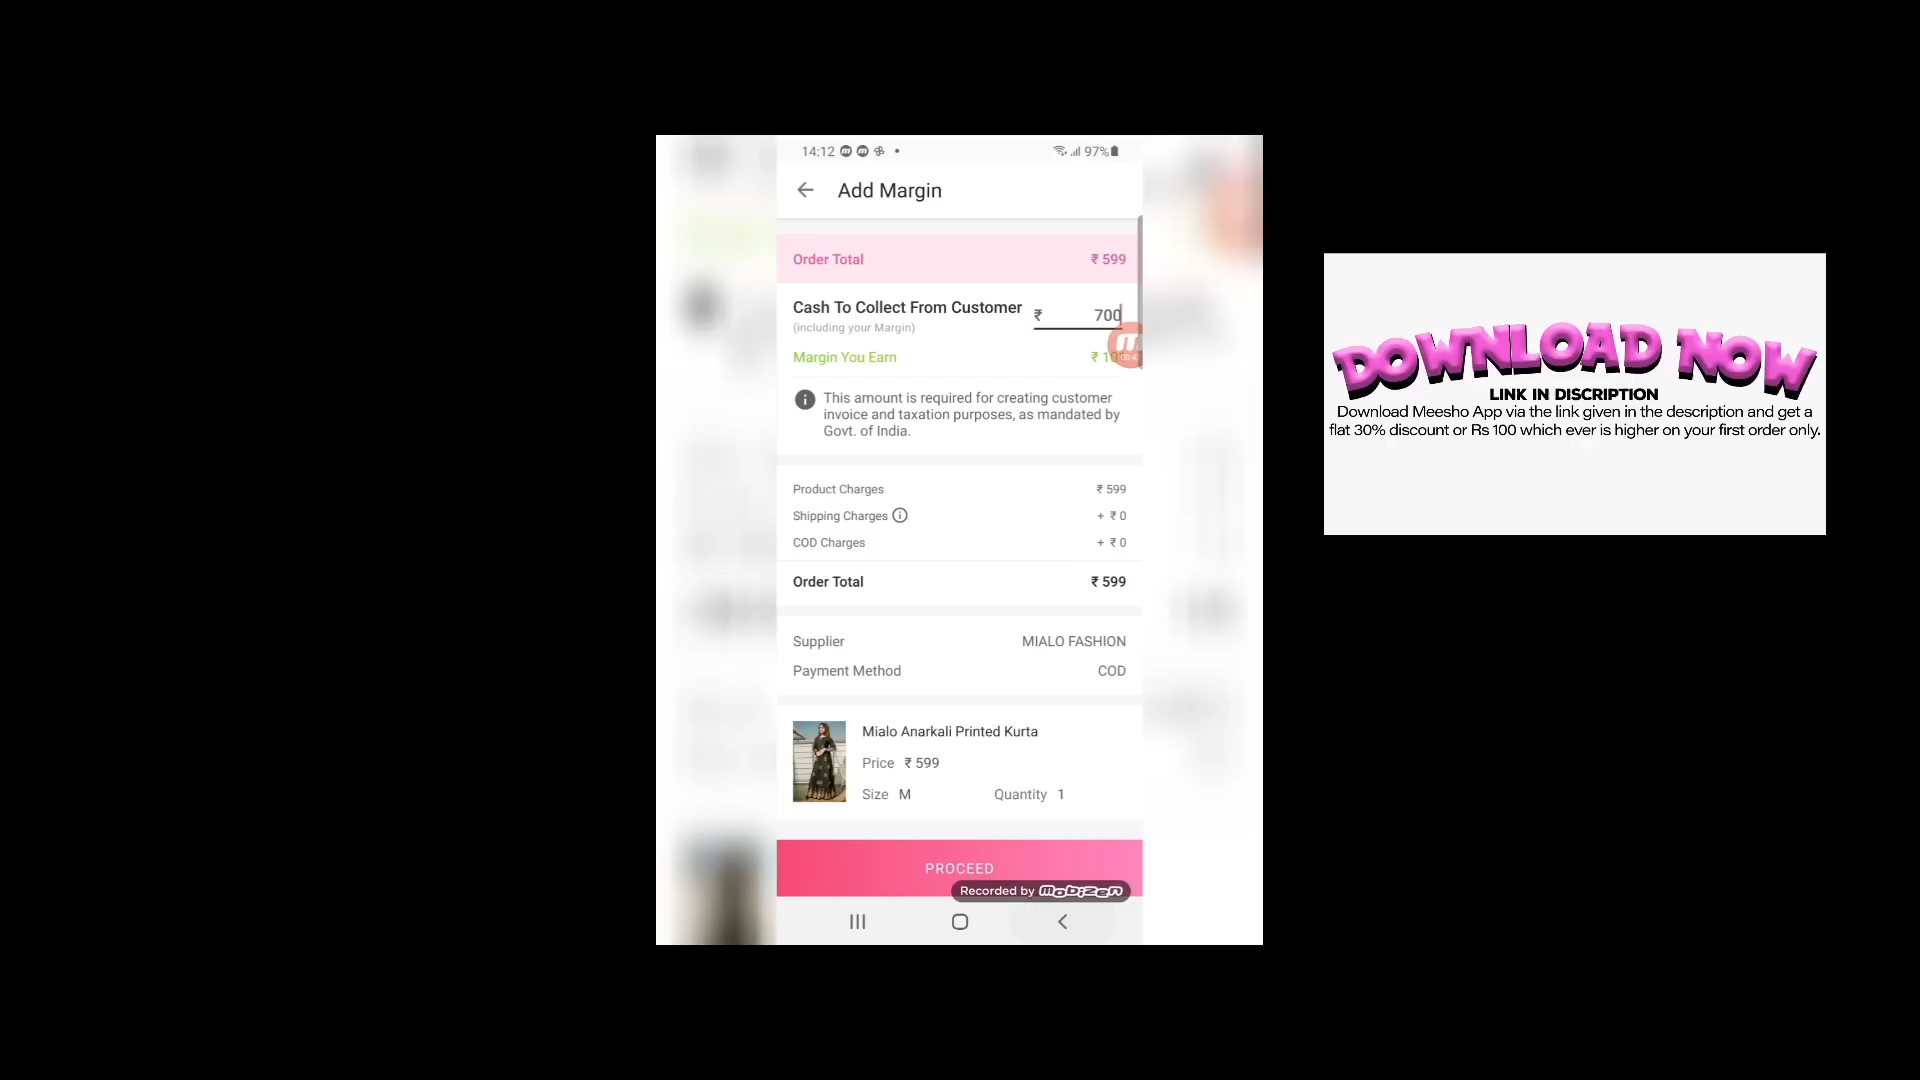 14:12
97%
Add Margin
Order Total ₹ 599
Cash To Collect From Customer ₹ 700
(including your Margin)
Margin You Earn ₹
This amount is required for creating customer
invoice and taxation purposes, as mandated by
Govt. of India.
Product Charges ₹ 599
Shipping Charges + ₹ 0
COD Charges + ₹ 0
Order Total ₹ 599
Supplier MIALO FASHION
Payment Method COD
Mialo Anarkali Printed Kurta
Price ₹ 599
Size M Quantity 1
PROCEED
Recorded by mobizen
DOWNLOAD NOW
LINK IN DISCRIPTION
Download Meesho App via the link given in the description and get a
flat 30% discount or Rs 100 which ever is higher on your first order only.